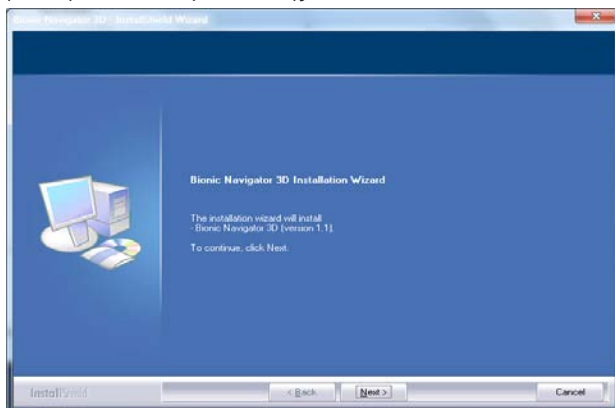 Bionic Navigator 3D - InstallShield Wizard
Bionic Navigator 3D Installation Wizard
The installation wizard will install
- Bionic Navigator 3D (version 1.1)
To continue, click Next.
InstallShield
< Back
Next >
Cancel